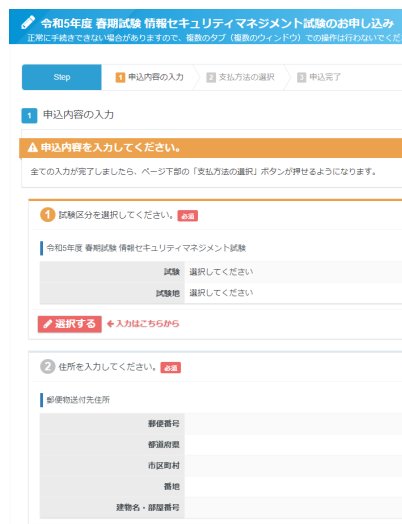 令和5年度 春期試験 情報セキュリティマネジメント試験のお申し込み
正常に手続きできない場合がありますので、複数のタブ（複数のウィンドウ）での操作は行わないでくだ
Step 1 申込内容の入力 2 支払方法の選択 3 申込完了
1 申込内容の入力
申込内容を入力してください。
全ての入力が完了しましたら、ページ下部の「支払方法の選択」ボタンが押せるようになります。
1 試験区分を選択してください。 必須
令和5年度 春期試験 情報セキュリティマネジメント試験
試験 選択してください
試験地 選択してください
選択する 入力はこちらから
2 住所を入力してください。 必須
郵便物送付先住所
郵便番号
都道府県
市区町村
番地
建物名・部屋番号